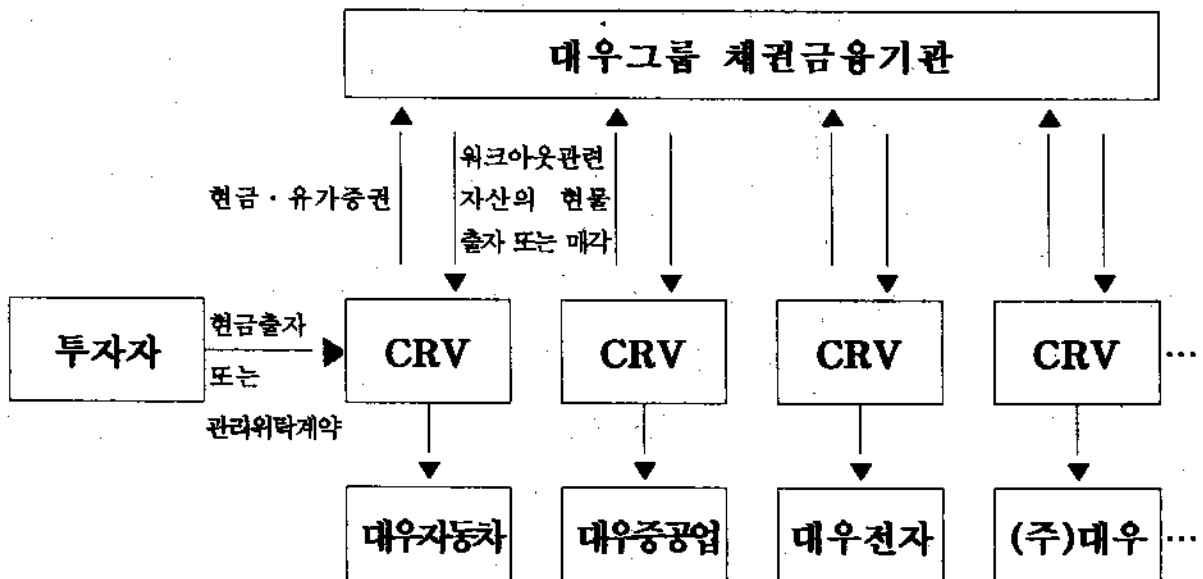 대우그룹 채권금융기관
현금 · 유가증권
워크아웃관련
자산의 현물
출자 또는 매각
투자자
현금출자
또는
관리위탁계약
CRV
CRV
CRV
CRV
...
대우자동차
대우중공업
대우전자
(주)대우
...